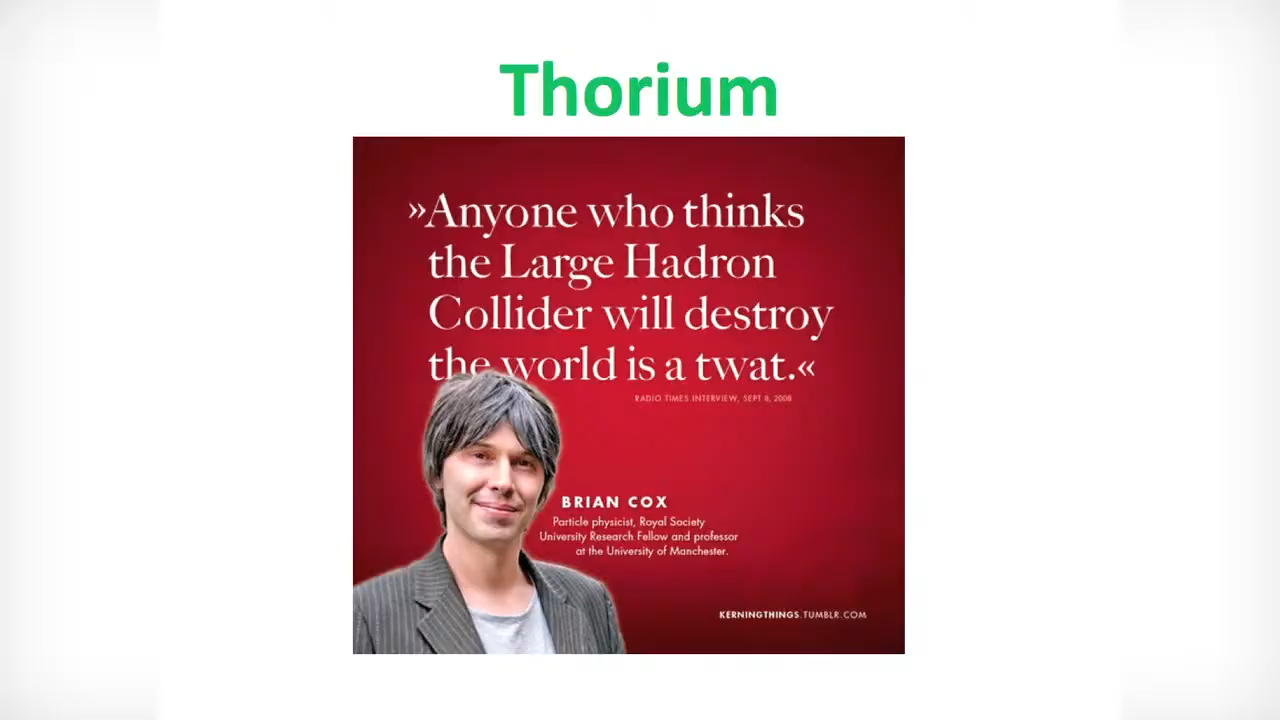 Thorium
»Anyone who thinks
the Large Hadron
Collider will destroy
the world is a twat.«
RADIO TIMES INTERVIEW, SEPT 8, 2008
BRIAN COX
Particle physicist, Royal Society
University Research Fellow and professor
at the University of Manchester.
KERNINGTHINGS.TUMBLR.COM